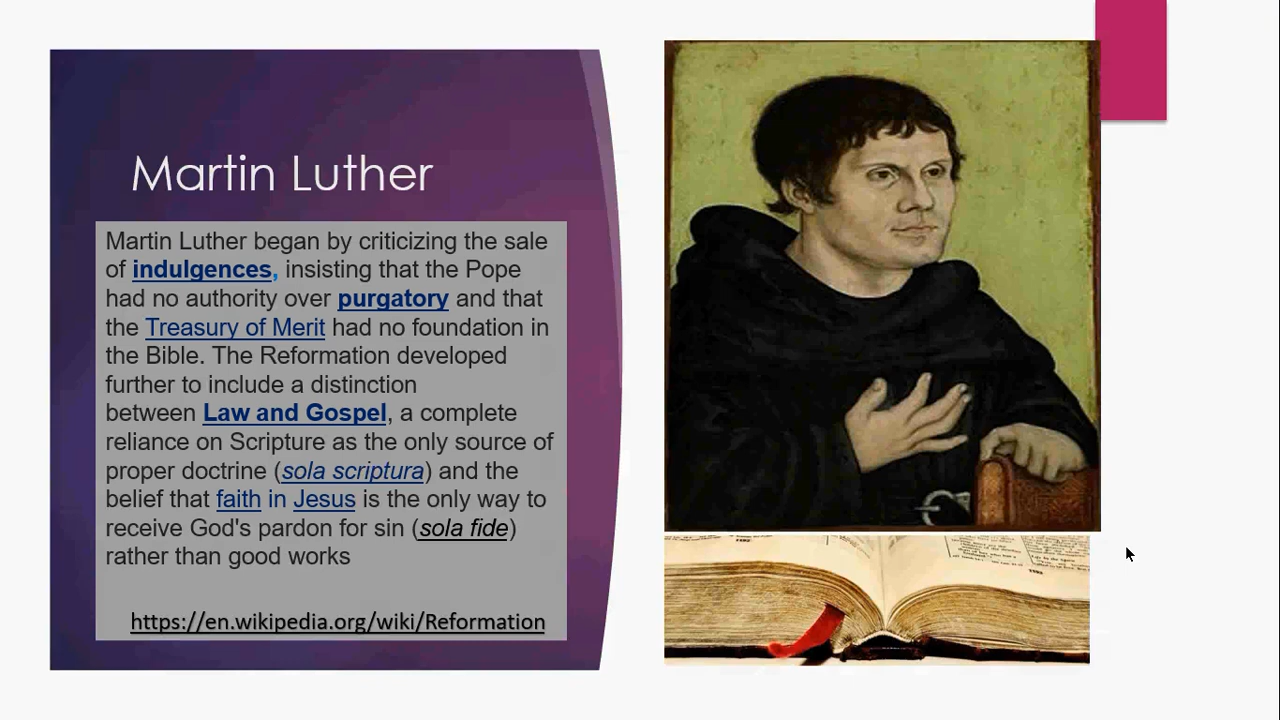 Martin Luther
Martin Luther began by criticizing the sale
of indulgences, insisting that the Pope
had no authority over purgatory and that
the Treasury of Merit had no foundation in
the Bible. The Reformation developed
further to include a distinction
between Law and Gospel, a complete
reliance on Scripture as the only source of
proper doctrine (sola scriptura) and the
belief that faith in Jesus is the only way to
receive God's pardon for sin (sola fide)
rather than good works
https://en.wikipedia.org/wiki/Reformation